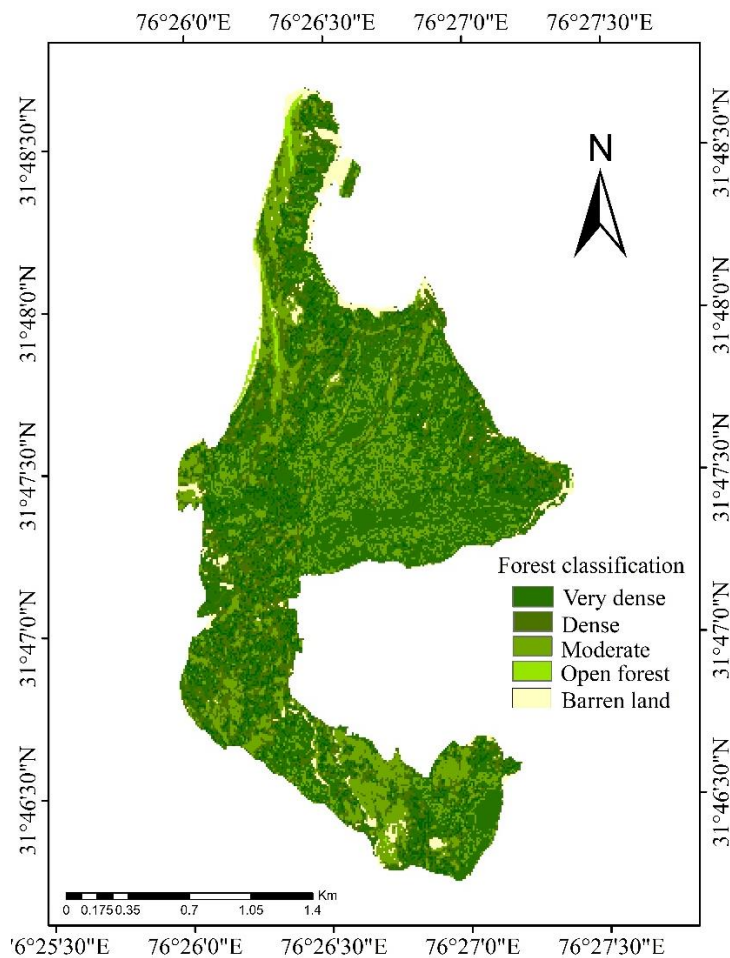 76°26'0"E 76°26'30"E 76°27'0"E 76°27'30"E
31°48'30"N 31°48'30"N
N
31°48'0"N 31°48'0"N
31°47'30"N 31°47'30"N
Forest classification
Very dense
Dense
Moderate
Open forest
Barren land
31°47'0"N 31°47'0"N
31°46'30"N 31°46'30"N
Km
0 0.175 0.35 0.7 1.05 1.4
'6°25'30"E 76°26'0"E 76°26'30"E 76°27'0"E 76°27'30"E